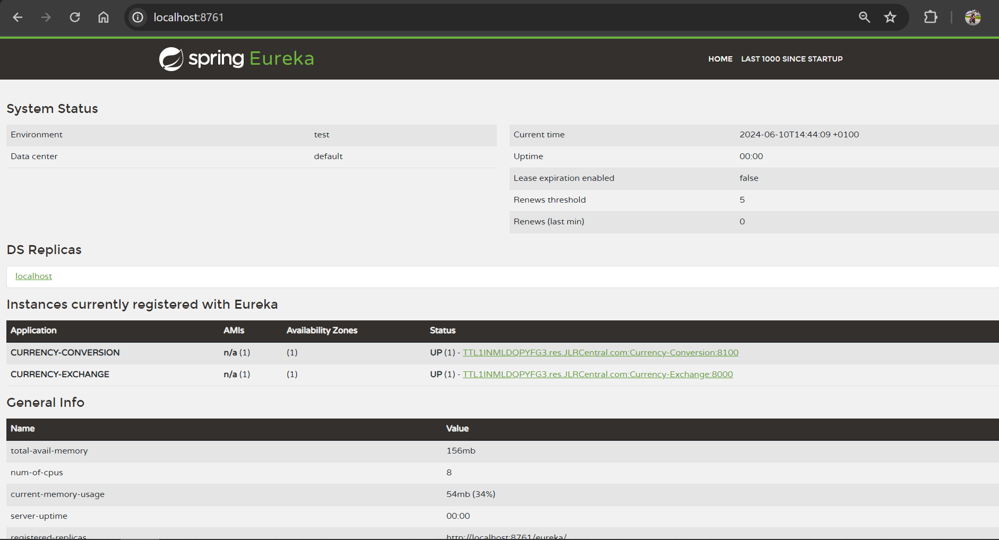 localhost:8761
spring Eureka
HOME LAST 1000 SINCE STARTUP
System Status
Environment test
Data center default
Current time 2024-06-10T14:44:09 +0100
Uptime 00:00
Lease expiration enabled false
Renews threshold 5
Renews (last min) 0
DS Replicas
localhost
Instances currently registered with Eureka
Application AMIs Availability Zones Status
CURRENCY-CONVERSION n/a (1) (1) UP (1) - TTL1INMLDQPYFG3.res.JLRCentral.com:Currency-Conversion:8100
CURRENCY-EXCHANGE n/a (1) (1) UP (1) - TTL1INMLDQPYFG3.res.JLRCentral.com:Currency-Exchange:8000
General Info
Name Value
total-avail-memory 156mb
num-of-cpus 8
current-memory-usage 54mb (34%)
server-uptime 00:00
registered-replicas http://localhost:8761/eureka/